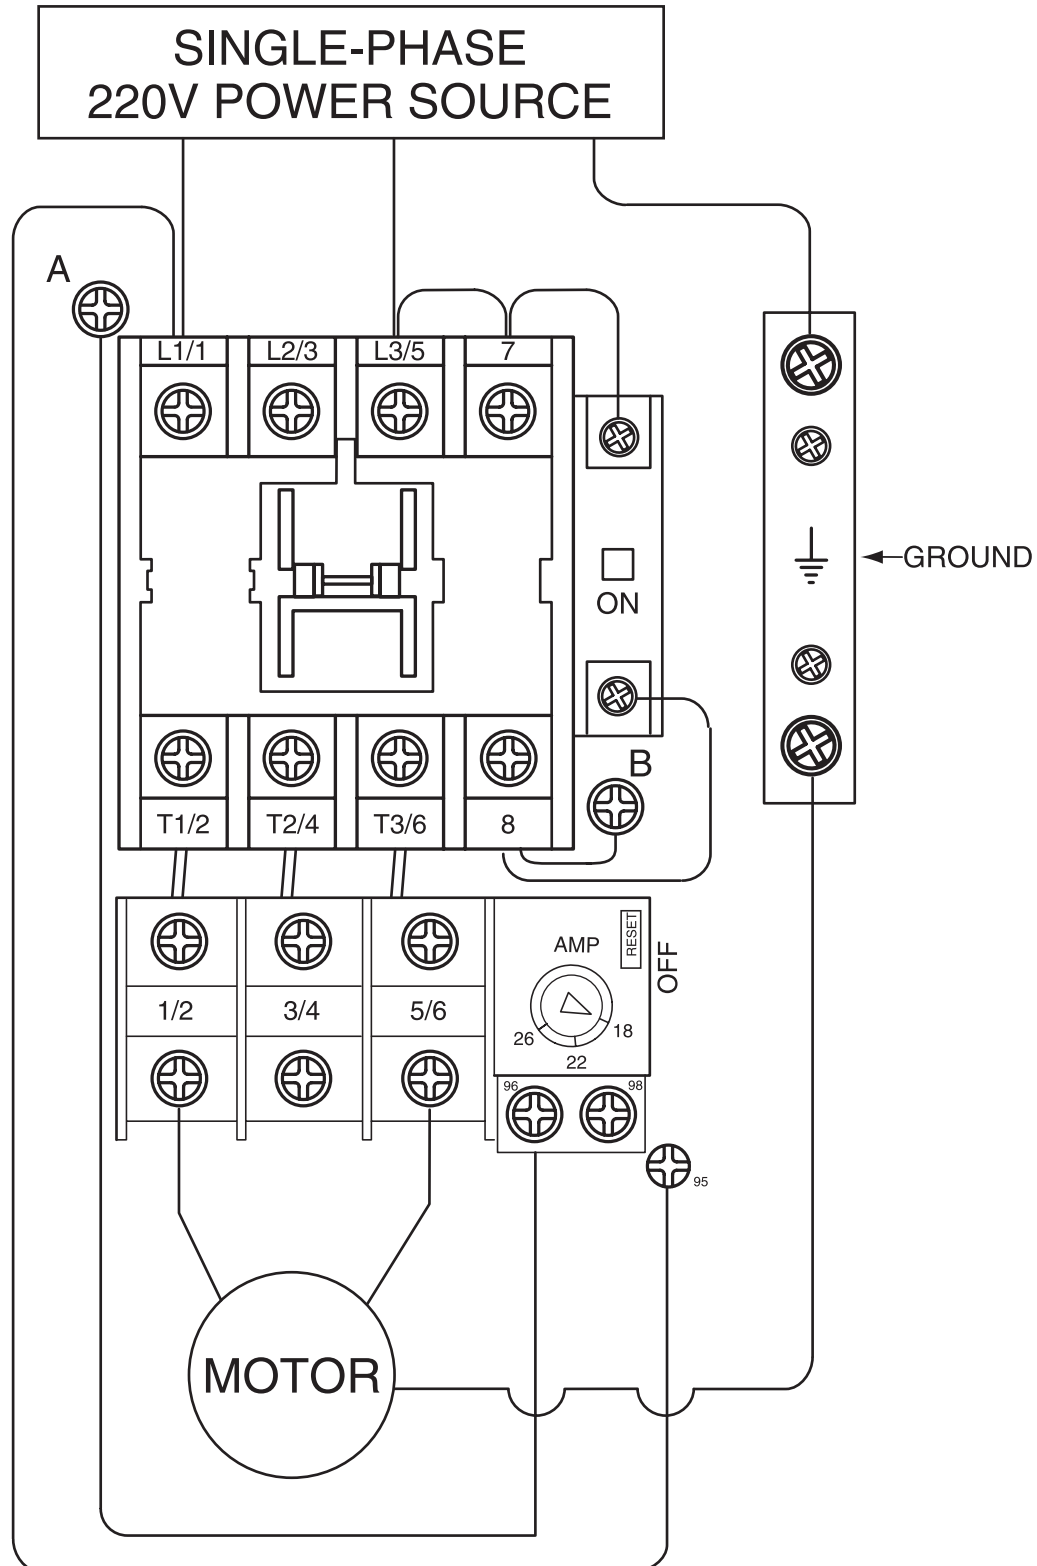 SINGLE-PHASE
220V POWER SOURCE
A
L1/1 L2/3 L3/5 7
GROUND
ON
B
T1/2 T2/4 T3/6 8
RESET
AMP
OFF
1/2 3/4 5/6
26 18
22
96 98
95
MOTOR